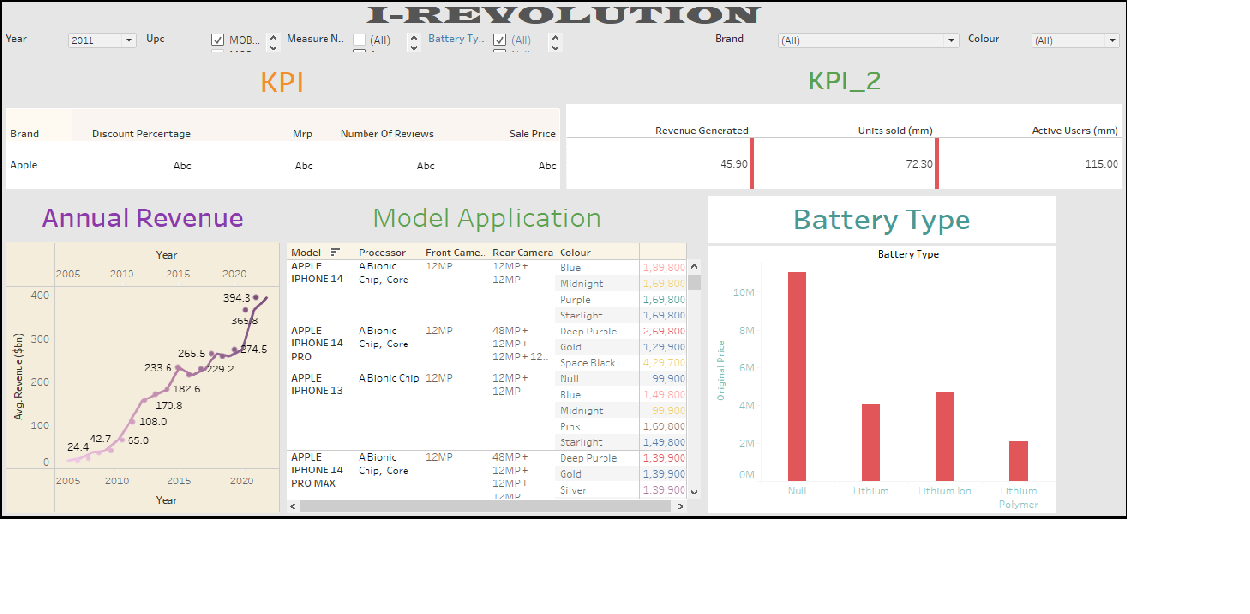 I-REVOLUTION
Year 2011 Upc MOB... Measure N.. (All) Battery Ty.. (All) Brand (All) Colour (All)
KPI
KPI_2
Brand Discount Percentage Mrp Number Of Reviews Sale Price
Apple Abc Abc Abc Abc
Revenue Generated Units sold (mm) Active Users (mm)
45.90 72.30 115.00
Annual Revenue
Year
2005 2010 2015 2020
Avg. Revenue ($bn)
400
300
200
100
0
394.3
365.8
274.5
265.5
233.6
229.2
182.6
170.8
108.0
65.0
42.7
24.4
2005 2010 2015 2020
Year
Model Application
Model Processor Front Came.. Rear Camera Colour
APPLE A Bionic 12MP 12MP+ Blue 1,89,800
IPHONE 14 Chip, Core 12MP Midnight 1,69,800
Purple 1,69,800
Starlight 1,69,800
APPLE A Bionic 12MP 48MP+ Deep Purple 2,69,800
IPHONE 14 Chip, Core 12MP+ Gold 1,29,900
PRO 12MP+ 12.. Space Black 4,29,700
APPLE A Bionic Chip 12MP 12MP+ Null 99,900
IPHONE 13 12MP Blue 1,49,800
Midnight 99,900
Pink 1,69,800
Starlight 1,49,800
APPLE A Bionic 12MP 48MP+ Deep Purple 1,39,900
IPHONE 14 Chip, Core 12MP+ Gold 1,39,900
PRO MAX 12MP+ Silver 1,39,900
12MP
Battery Type
Battery Type
Original Price
10M
8M
6M
4M
2M
0M
Null Lithium Lithium Ion Lithium
Polymer